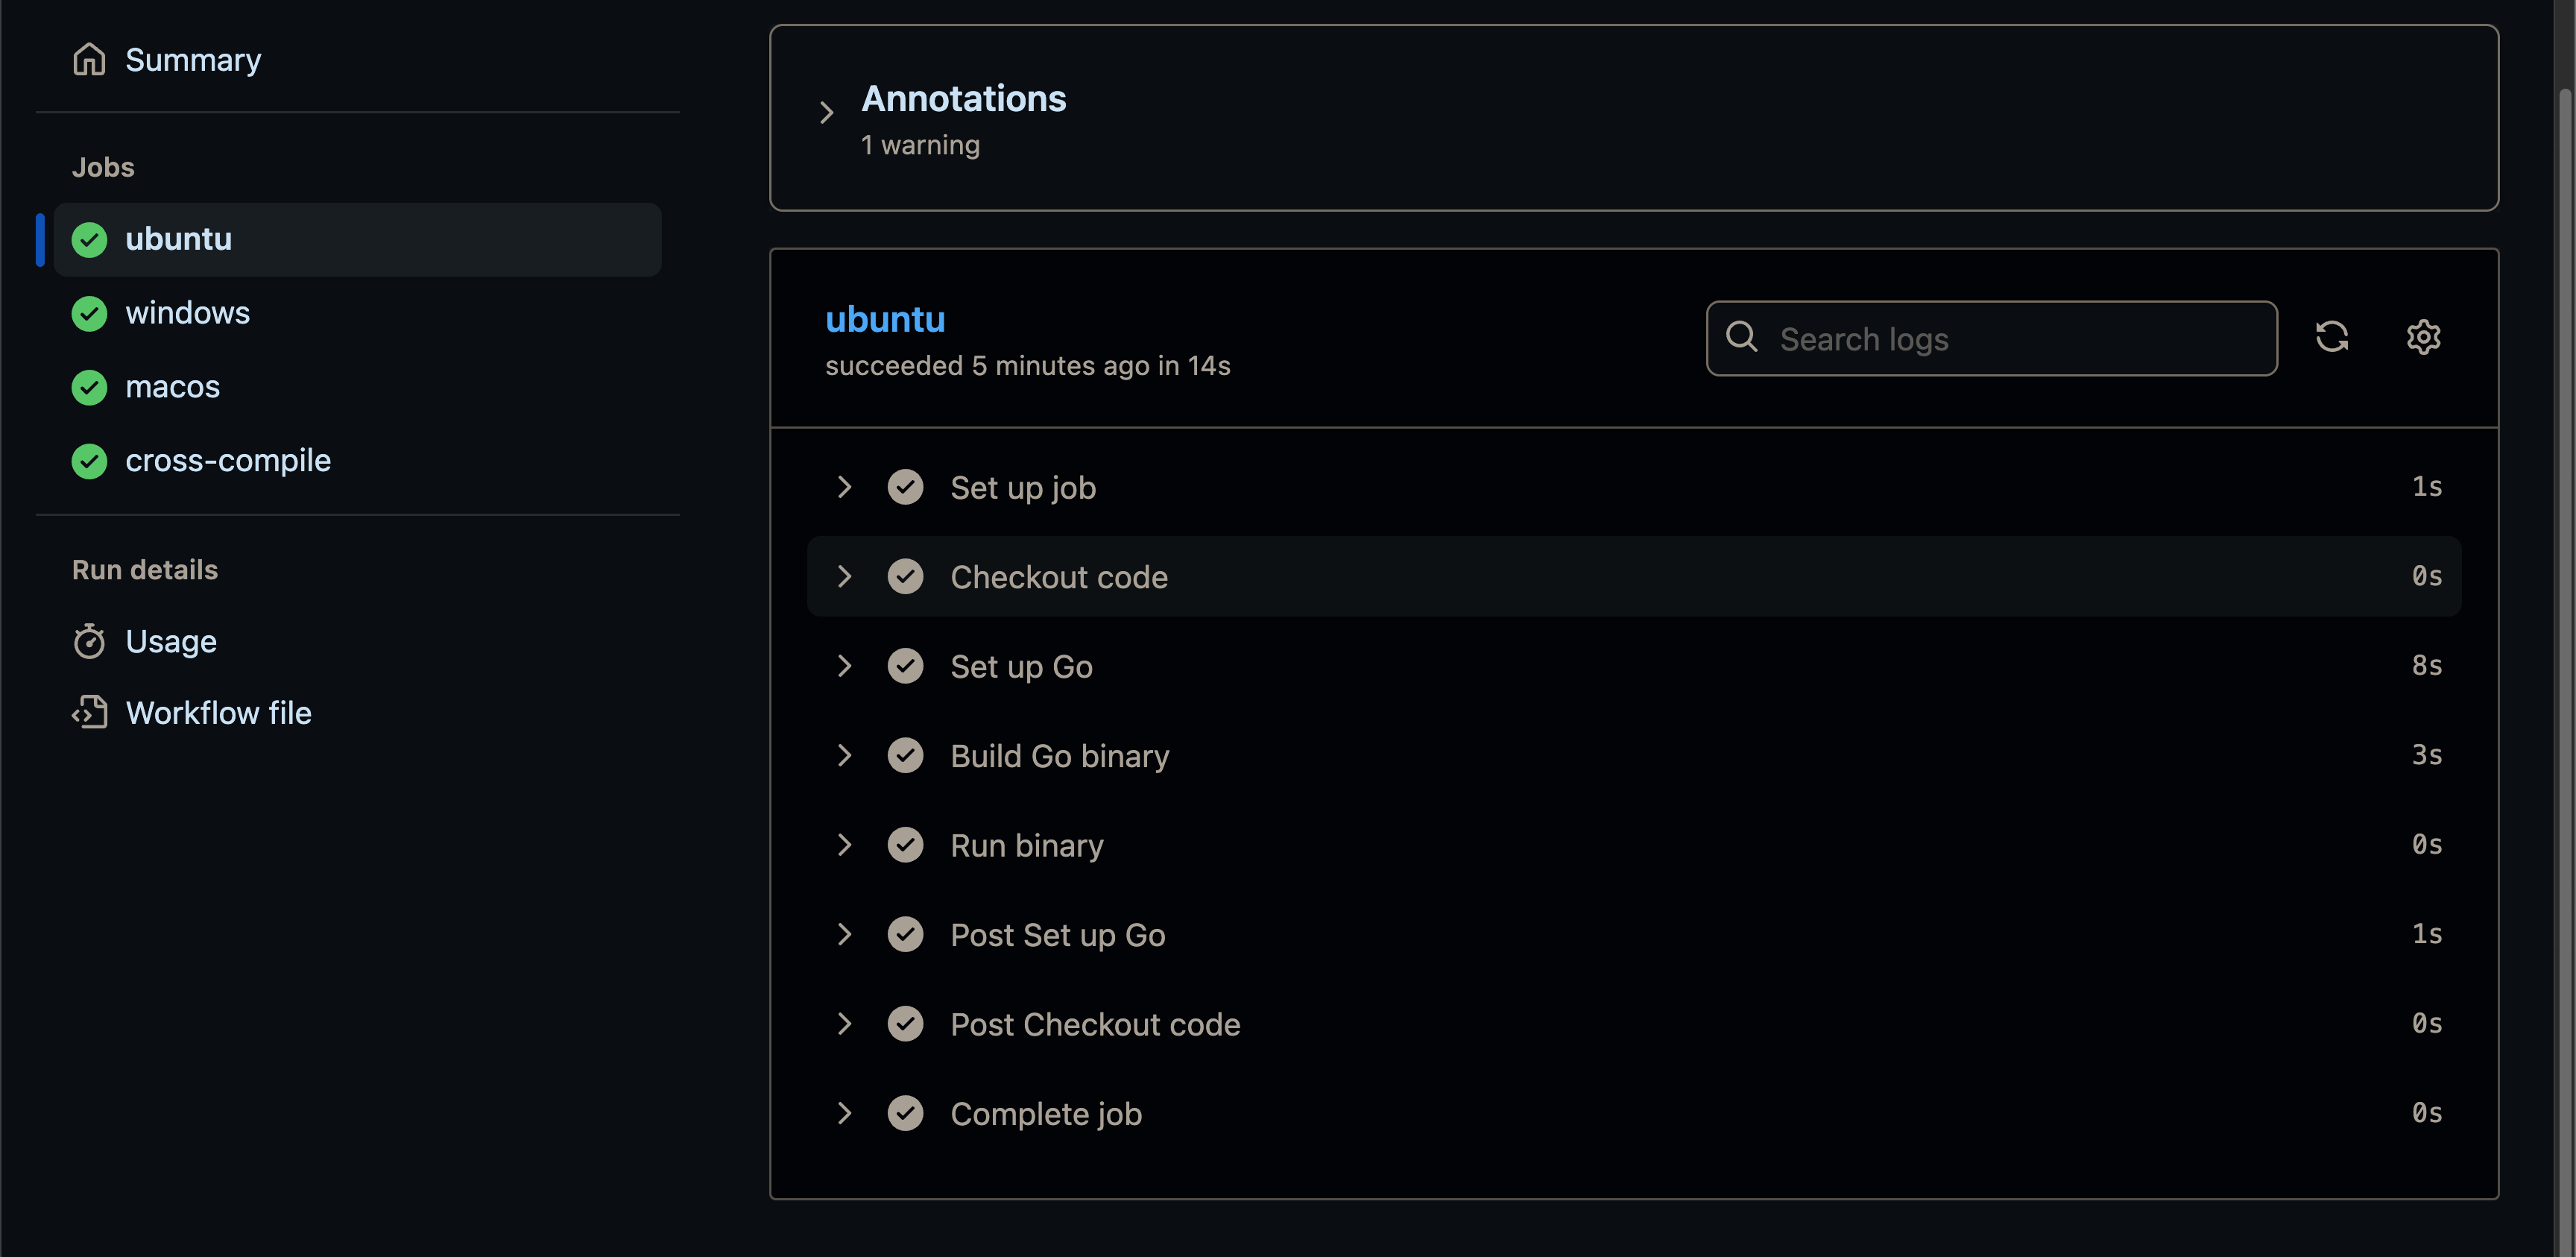 Summary
Jobs
ubuntu
windows
macos
cross-compile
Run details
Usage
Workflow file
Annotations
1 warning
ubuntu
succeeded 5 minutes ago in 14s
Search logs
Set up job 1s
Checkout code 0s
Set up Go 8s
Build Go binary 3s
Run binary 0s
Post Set up Go 1s
Post Checkout code 0s
Complete job 0s